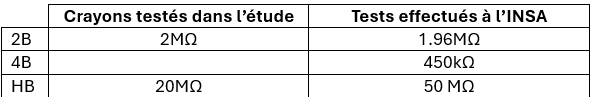 Crayons testés dans l’étude Tests effectués à l’INSA
2B 2MΩ 1.96MΩ
4B 450kΩ
HB 20MΩ 50 MΩ